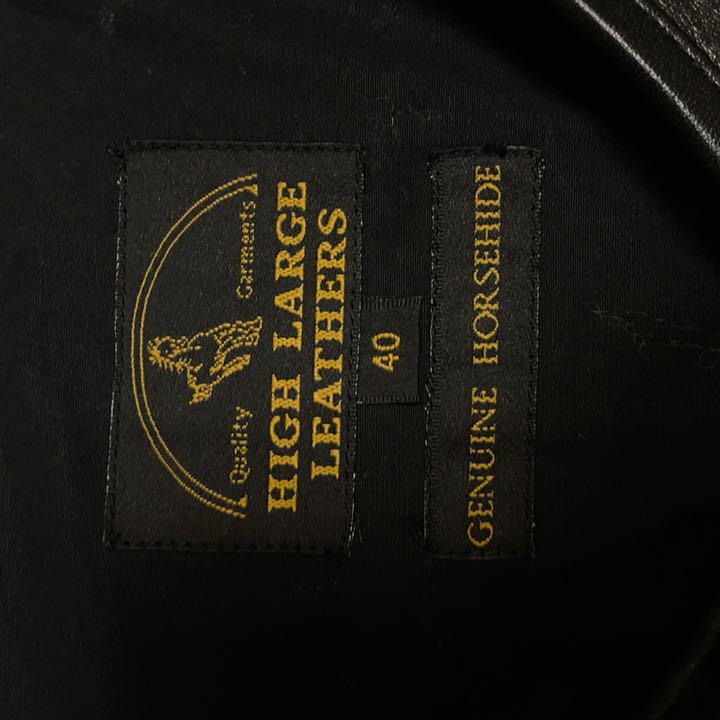 Quality Garments
HIGH LARGE
LEATHERS
40
GENUINE HORSEHIDE